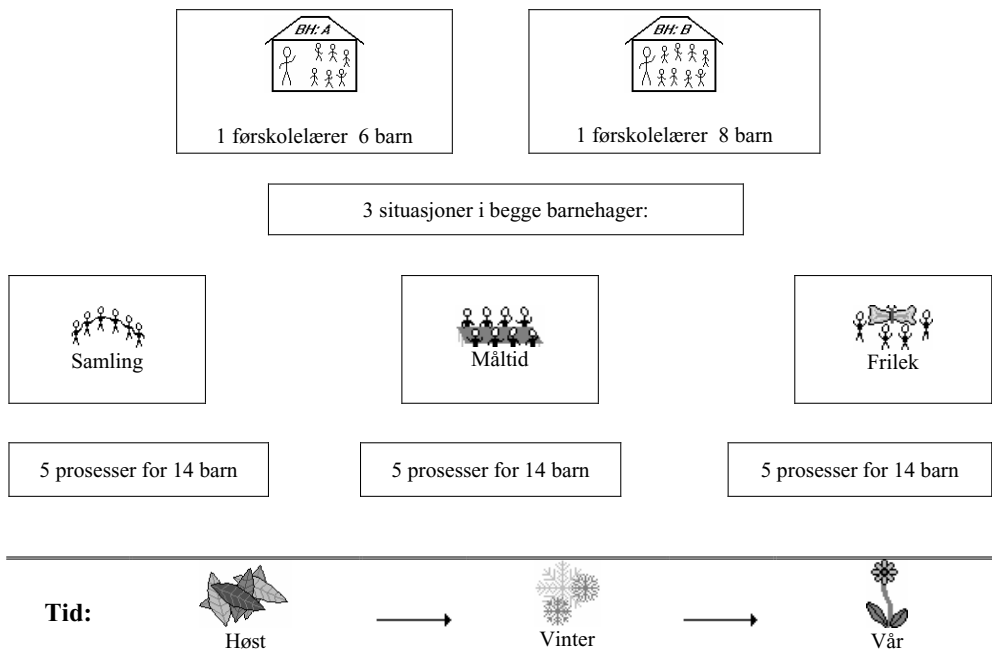 BH: A
BH: B
1 førskolelærer 6 barn
1 førskolelærer 8 barn
3 situasjoner i begge barnehager:
Samling
Måltid
Frilek
5 prosesser for 14 barn
5 prosesser for 14 barn
5 prosesser for 14 barn
Tid:
Høst
Vinter
Vår